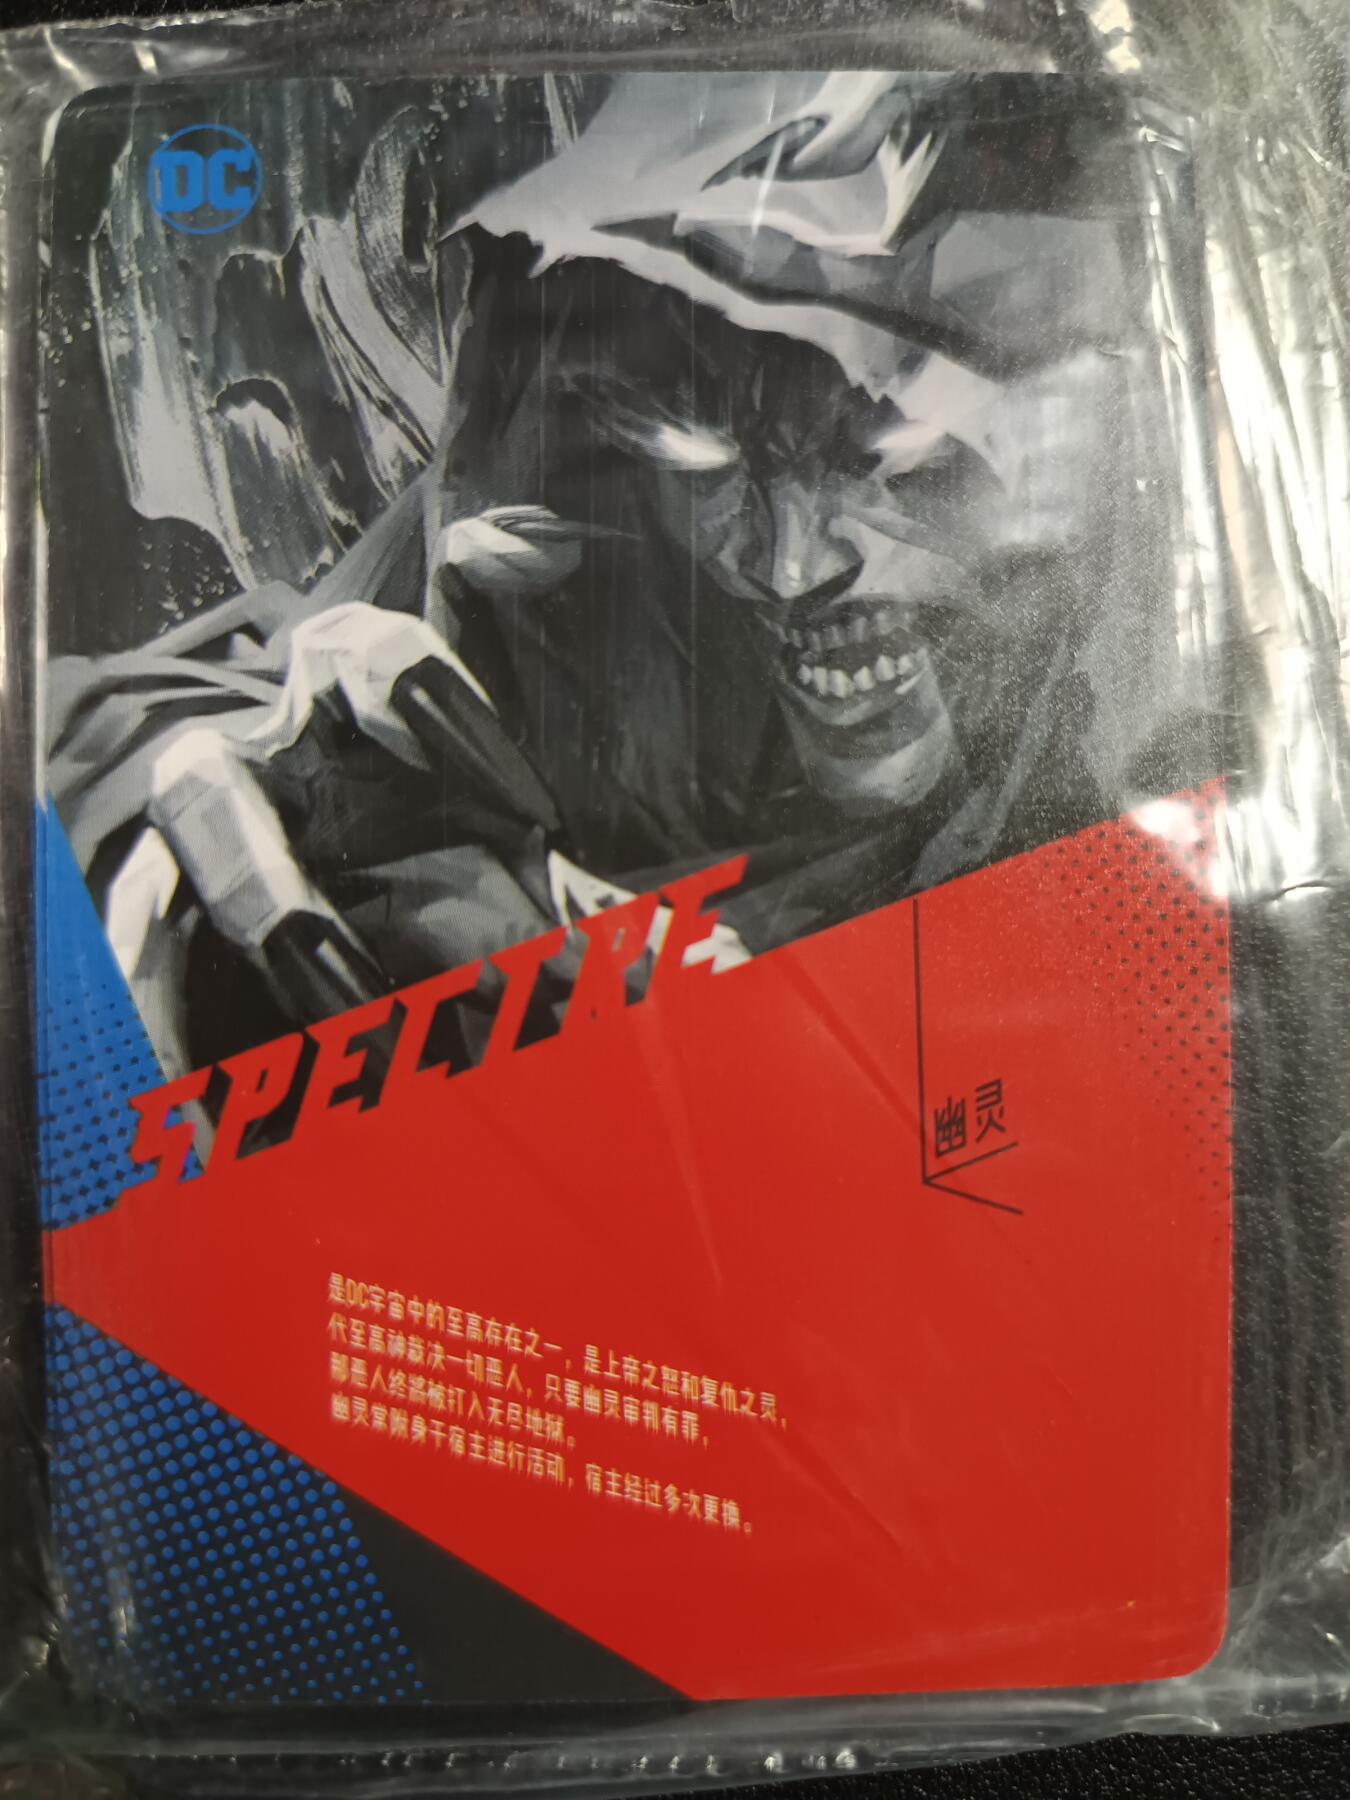 DC
SPECTRE
幽灵
是DC宇宙中的至高存在之一，是上帝之怒和复仇之灵，
代至高神裁决一切恶人，只要幽灵审判有罪，
那恶人终将被打入无尽地狱。
幽灵常附身于宿主进行活动，宿主经过多次更换。